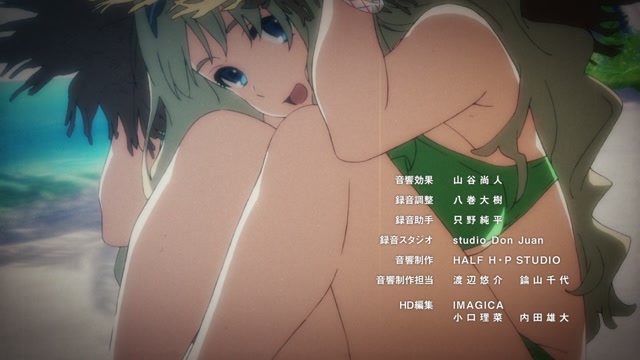 音響効果 山谷尚人
録音調整 八巻大樹
録音助手 只野純平
録音スタジオ studio Don Juan
音響制作 HALF H・P STUDIO
音響制作担当 渡辺悠介 鑰山千代
HD編集 IMAGICA
小口理菜 内田雄大